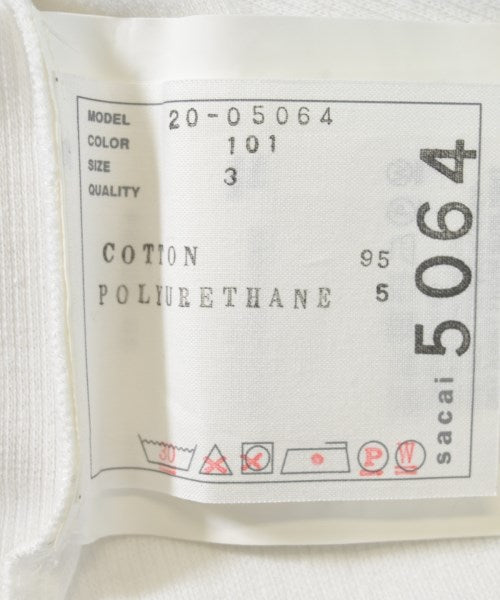 MODEL 20-05064
COLOR 101
SIZE 3
QUALITY
COTTON 95
POLYURETHANE 5
30
P
W
sacai 5064